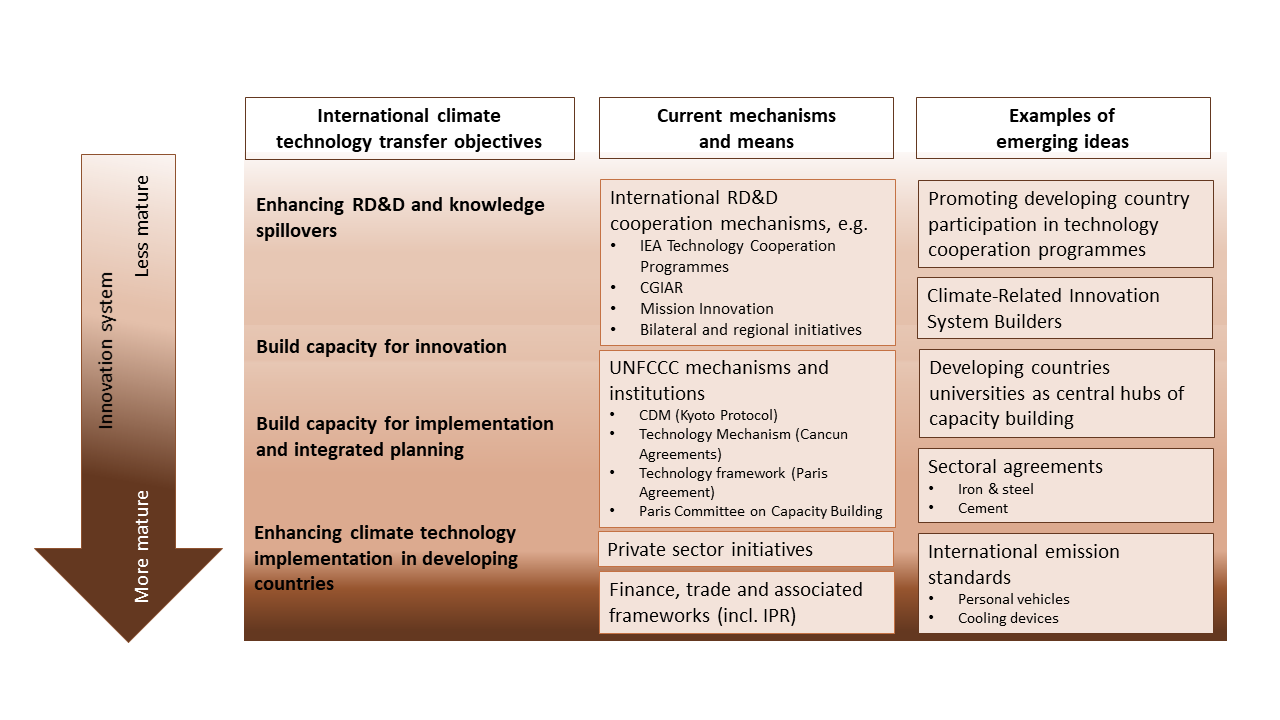 International climate
technology transfer objectives
Current mechanisms
and means
Examples of
emerging ideas
Less mature
Innovation system
More mature
Enhancing RD&D and knowledge
spillovers
Build capacity for innovation
Build capacity for implementation
and integrated planning
Enhancing climate technology
implementation in developing
countries
International RD&D
cooperation mechanisms, e.g.
• IEA Technology Cooperation
Programmes
• CGIAR
• Mission Innovation
• Bilateral and regional initiatives
UNFCCC mechanisms and
institutions
• CDM (Kyoto Protocol)
• Technology Mechanism (Cancun
Agreements)
• Technology framework (Paris
Agreement)
• Paris Committee on Capacity Building
Private sector initiatives
Finance, trade and associated
frameworks (incl. IPR)
Promoting developing country
participation in technology
cooperation programmes
Climate-Related Innovation
System Builders
Developing countries
universities as central hubs of
capacity building
Sectoral agreements
• Iron & steel
• Cement
International emission
standards
• Personal vehicles
• Cooling devices